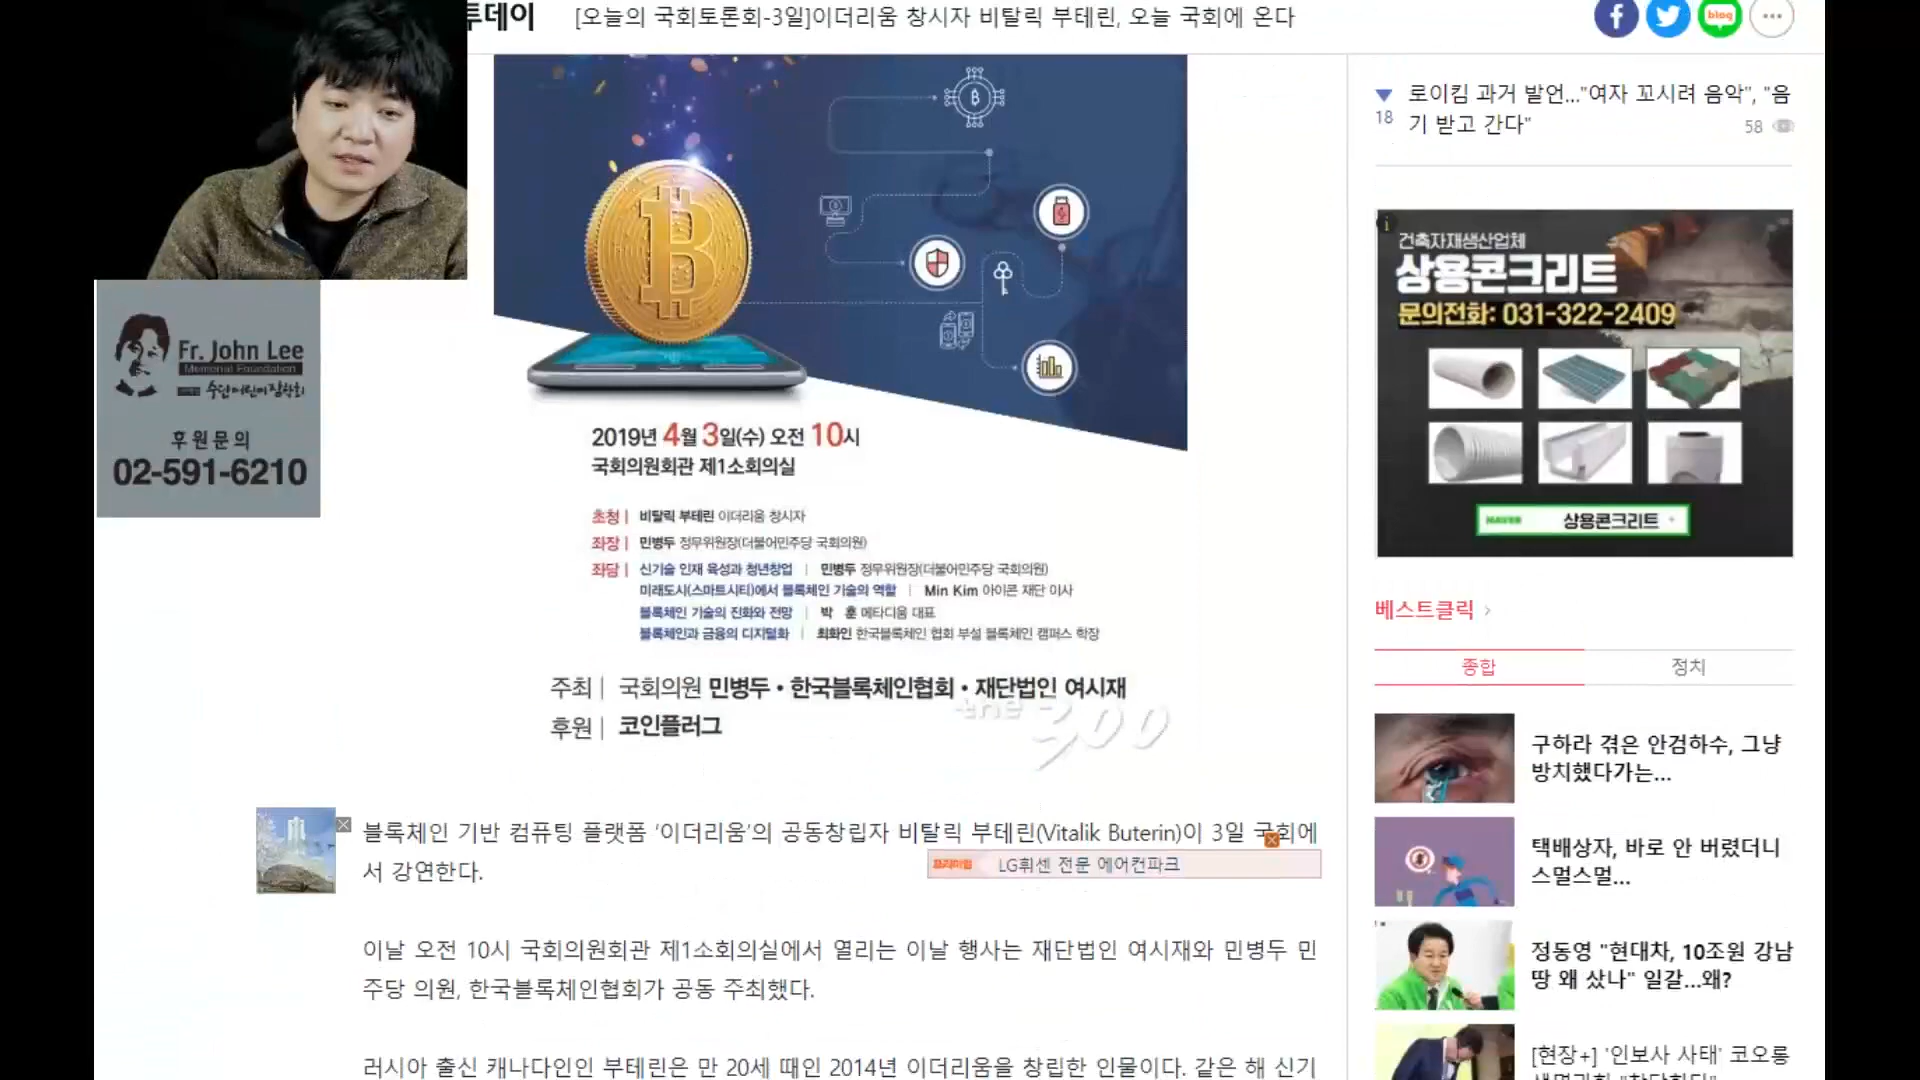 투데이
[오늘의 국회토론회-3일]이더리움 창시자 비탈릭 부테린, 오늘 국회에 온다
blog
Fr. John Lee
Memorial Foundation
수단어린이장학회
후원문의
02-591-6210
2019년 4월 3일(수) 오전 10시
국회의원회관 제1소회의실
초청 | 비탈릭 부테린 이더리움 창시자
좌장 | 민병두 정무위원장(더불어민주당 국회의원)
좌담 | 신기술 인재 육성과 청년창업 | 민병두 정무위원장(더불어민주당 국회의원)
미래도시(스마트시티)에서 블록체인 기술의 역할 | Min Kim 아이콘 재단 이사
블록체인 기술의 진화와 전망 | 박 훈 메타디움 대표
블록체인과 금융의 디지털화 | 최화인 한국블록체인 협회 부설 블록체인 캠퍼스 학장
주최 | 국회의원 민병두 • 한국블록체인협회 • 재단법인 여시재
후원 | 코인플러그
the 300
블록체인 기반 컴퓨팅 플랫폼 ‘이더리움’의 공동창립자 비탈릭 부테린(Vitalik Buterin)이 3일 국회에
서 강연한다.
프리미엄 LG휘센 전문 에어컨파크
이날 오전 10시 국회의원회관 제1소회의실에서 열리는 이날 행사는 재단법인 여시재와 민병두 민
주당 의원, 한국블록체인협회가 공동 주최했다.
러시아 출신 캐나다인인 부테린은 만 20세 때인 2014년 이더리움을 창립한 인물이다. 같은 해 신기
18
로이킴 과거 발언..."여자 꼬시려 음악", "음
기 받고 간다"
58
건축자재생산업체
상용콘크리트
문의전화: 031-322-2409
NAVER 상용콘크리트
베스트클릭 >
종합 정치
구하라 겪은 안검하수, 그냥
방치했다가는...
택배상자, 바로 안 버렸더니
스멀스멀...
정동영 "현대차, 10조원 강남
땅 왜 샀나" 일갈...왜?
[현장+] '인보사 사태' 코오롱